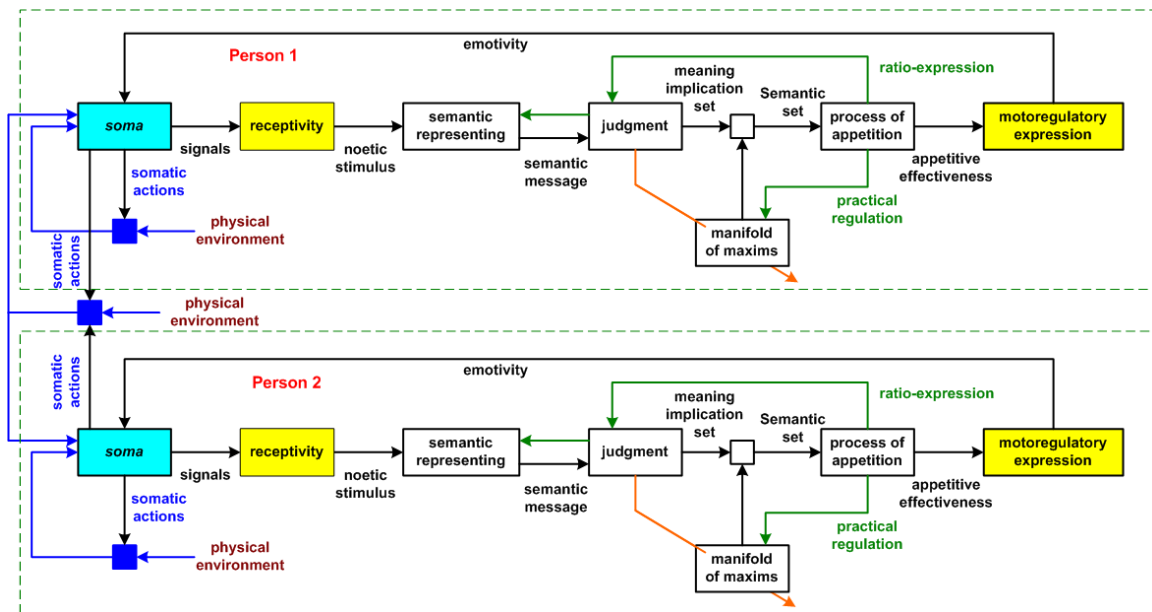 emotivity
Person 1
ratio-expression
meaning
implication
set
Semantic
set
soma
receptivity
semantic
representing
judgment
process of
appetition
motoregulatory
expression
signals
noetic
stimulus
semantic
message
appetitive
effectiveness
somatic
actions
practical
regulation
physical
environment
manifold
of maxims
somatic
actions
physical
environment
somatic
actions
emotivity
Person 2
ratio-expression
meaning
implication
set
Semantic
set
soma
receptivity
semantic
representing
judgment
process of
appetition
motoregulatory
expression
signals
noetic
stimulus
semantic
message
appetitive
effectiveness
somatic
actions
practical
regulation
physical
environment
manifold
of maxims